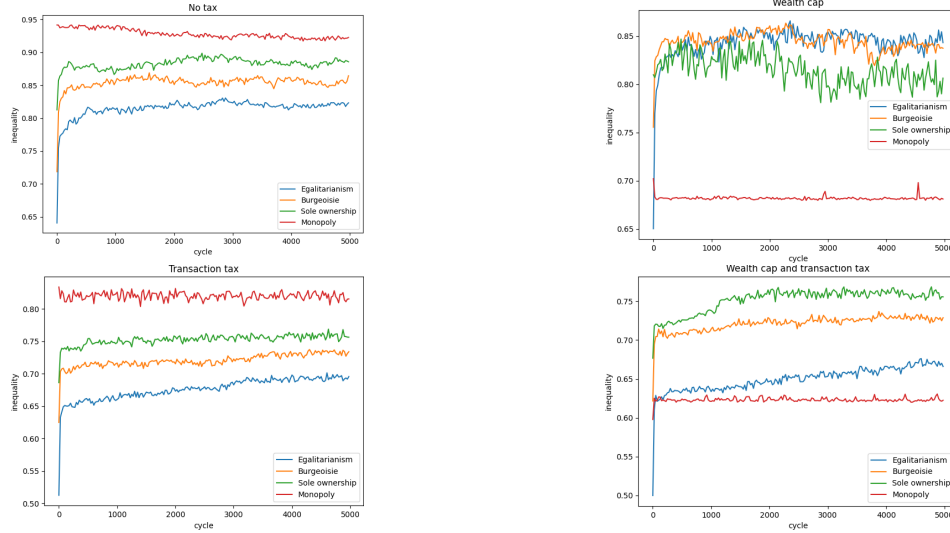 No tax
0.95
0.90
0.85
0.80
0.75
0.70
0.65
inequality
0
1000
2000
3000
4000
5000
cycle
Egalitarianism
Burgeoisie
Sole ownership
Monopoly
Wealth cap
0.85
0.80
0.75
0.70
0.65
inequality
0
1000
2000
3000
4000
5000
cycle
Egalitarianism
Burgeoisie
Sole ownership
Monopoly
Transaction tax
0.80
0.75
0.70
0.65
0.60
0.55
0.50
inequality
0
1000
2000
3000
4000
5000
cycle
Egalitarianism
Burgeoisie
Sole ownership
Monopoly
Wealth cap and transaction tax
0.75
0.70
0.65
0.60
0.55
0.50
inequality
0
1000
2000
3000
4000
5000
cycle
Egalitarianism
Burgeoisie
Sole ownership
Monopoly